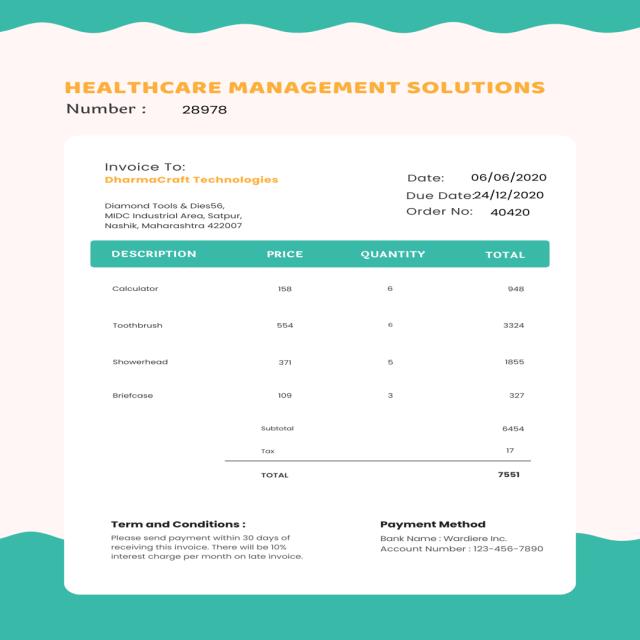 HEALTHCARE MANAGEMENT SOLUTIONS
Number : 28978
Invoice To:
DharmaCraft Technologies
Date: 06/06/2020
Due Date:24/12/2020
Order No: 40420
Diamond Tools & Dies56,
MIDC Industrial Area, Satpur,
Nashik, Maharashtra 422007
DESCRIPTION PRICE QUANTITY TOTAL
Calculator 158 6 948
Toothbrush 554 6 3324
Showerhead 371 5 1855
Briefcase 109 3 327
Subtotal 6454
Tax 17
TOTAL 7551
Term and Conditions :
Please send payment within 30 days of
receiving this invoice. There will be 10%
interest charge per month on late invoice.
Payment Method
Bank Name : Wardiere Inc.
Account Number : 123-456-7890